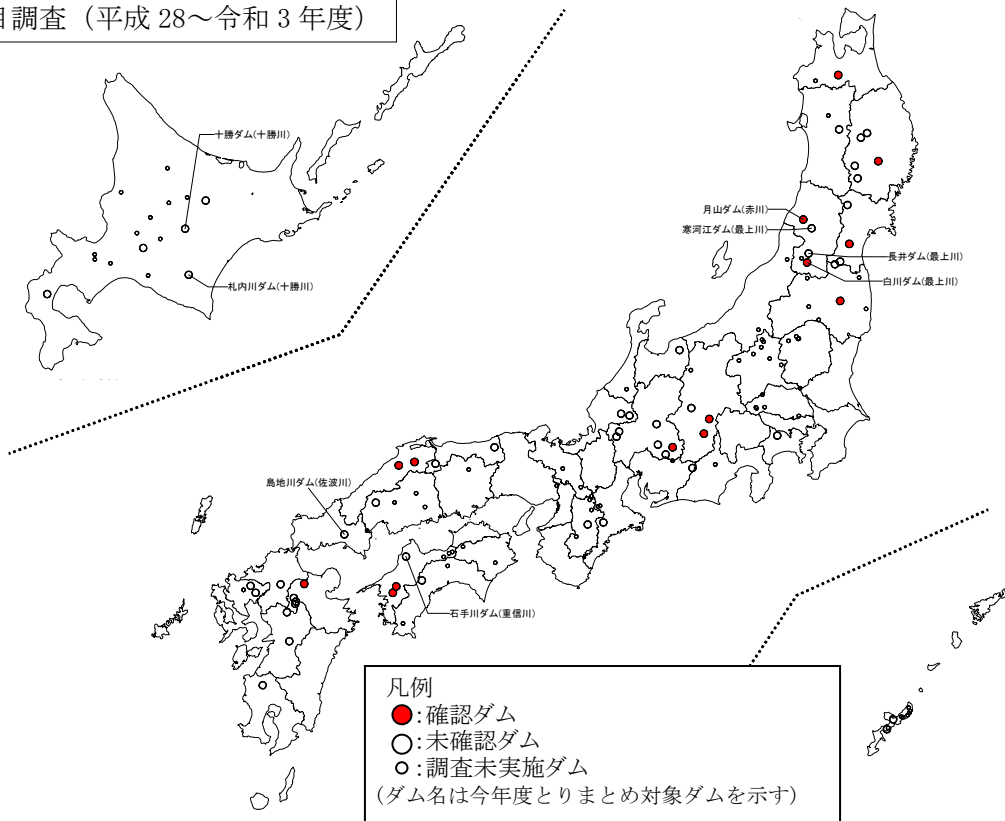 目調査（平成 28～令和 3 年度）
十勝ダム(十勝川)
札内川ダム(十勝川)
月山ダム(赤川)
寒河江ダム(最上川)
長井ダム(最上川)
白川ダム(最上川)
島地川ダム(佐波川)
石手川ダム(重信川)
凡例
:確認ダム
:未確認ダム
:調査未実施ダム
(ダム名は今年度とりまとめ対象ダムを示す)